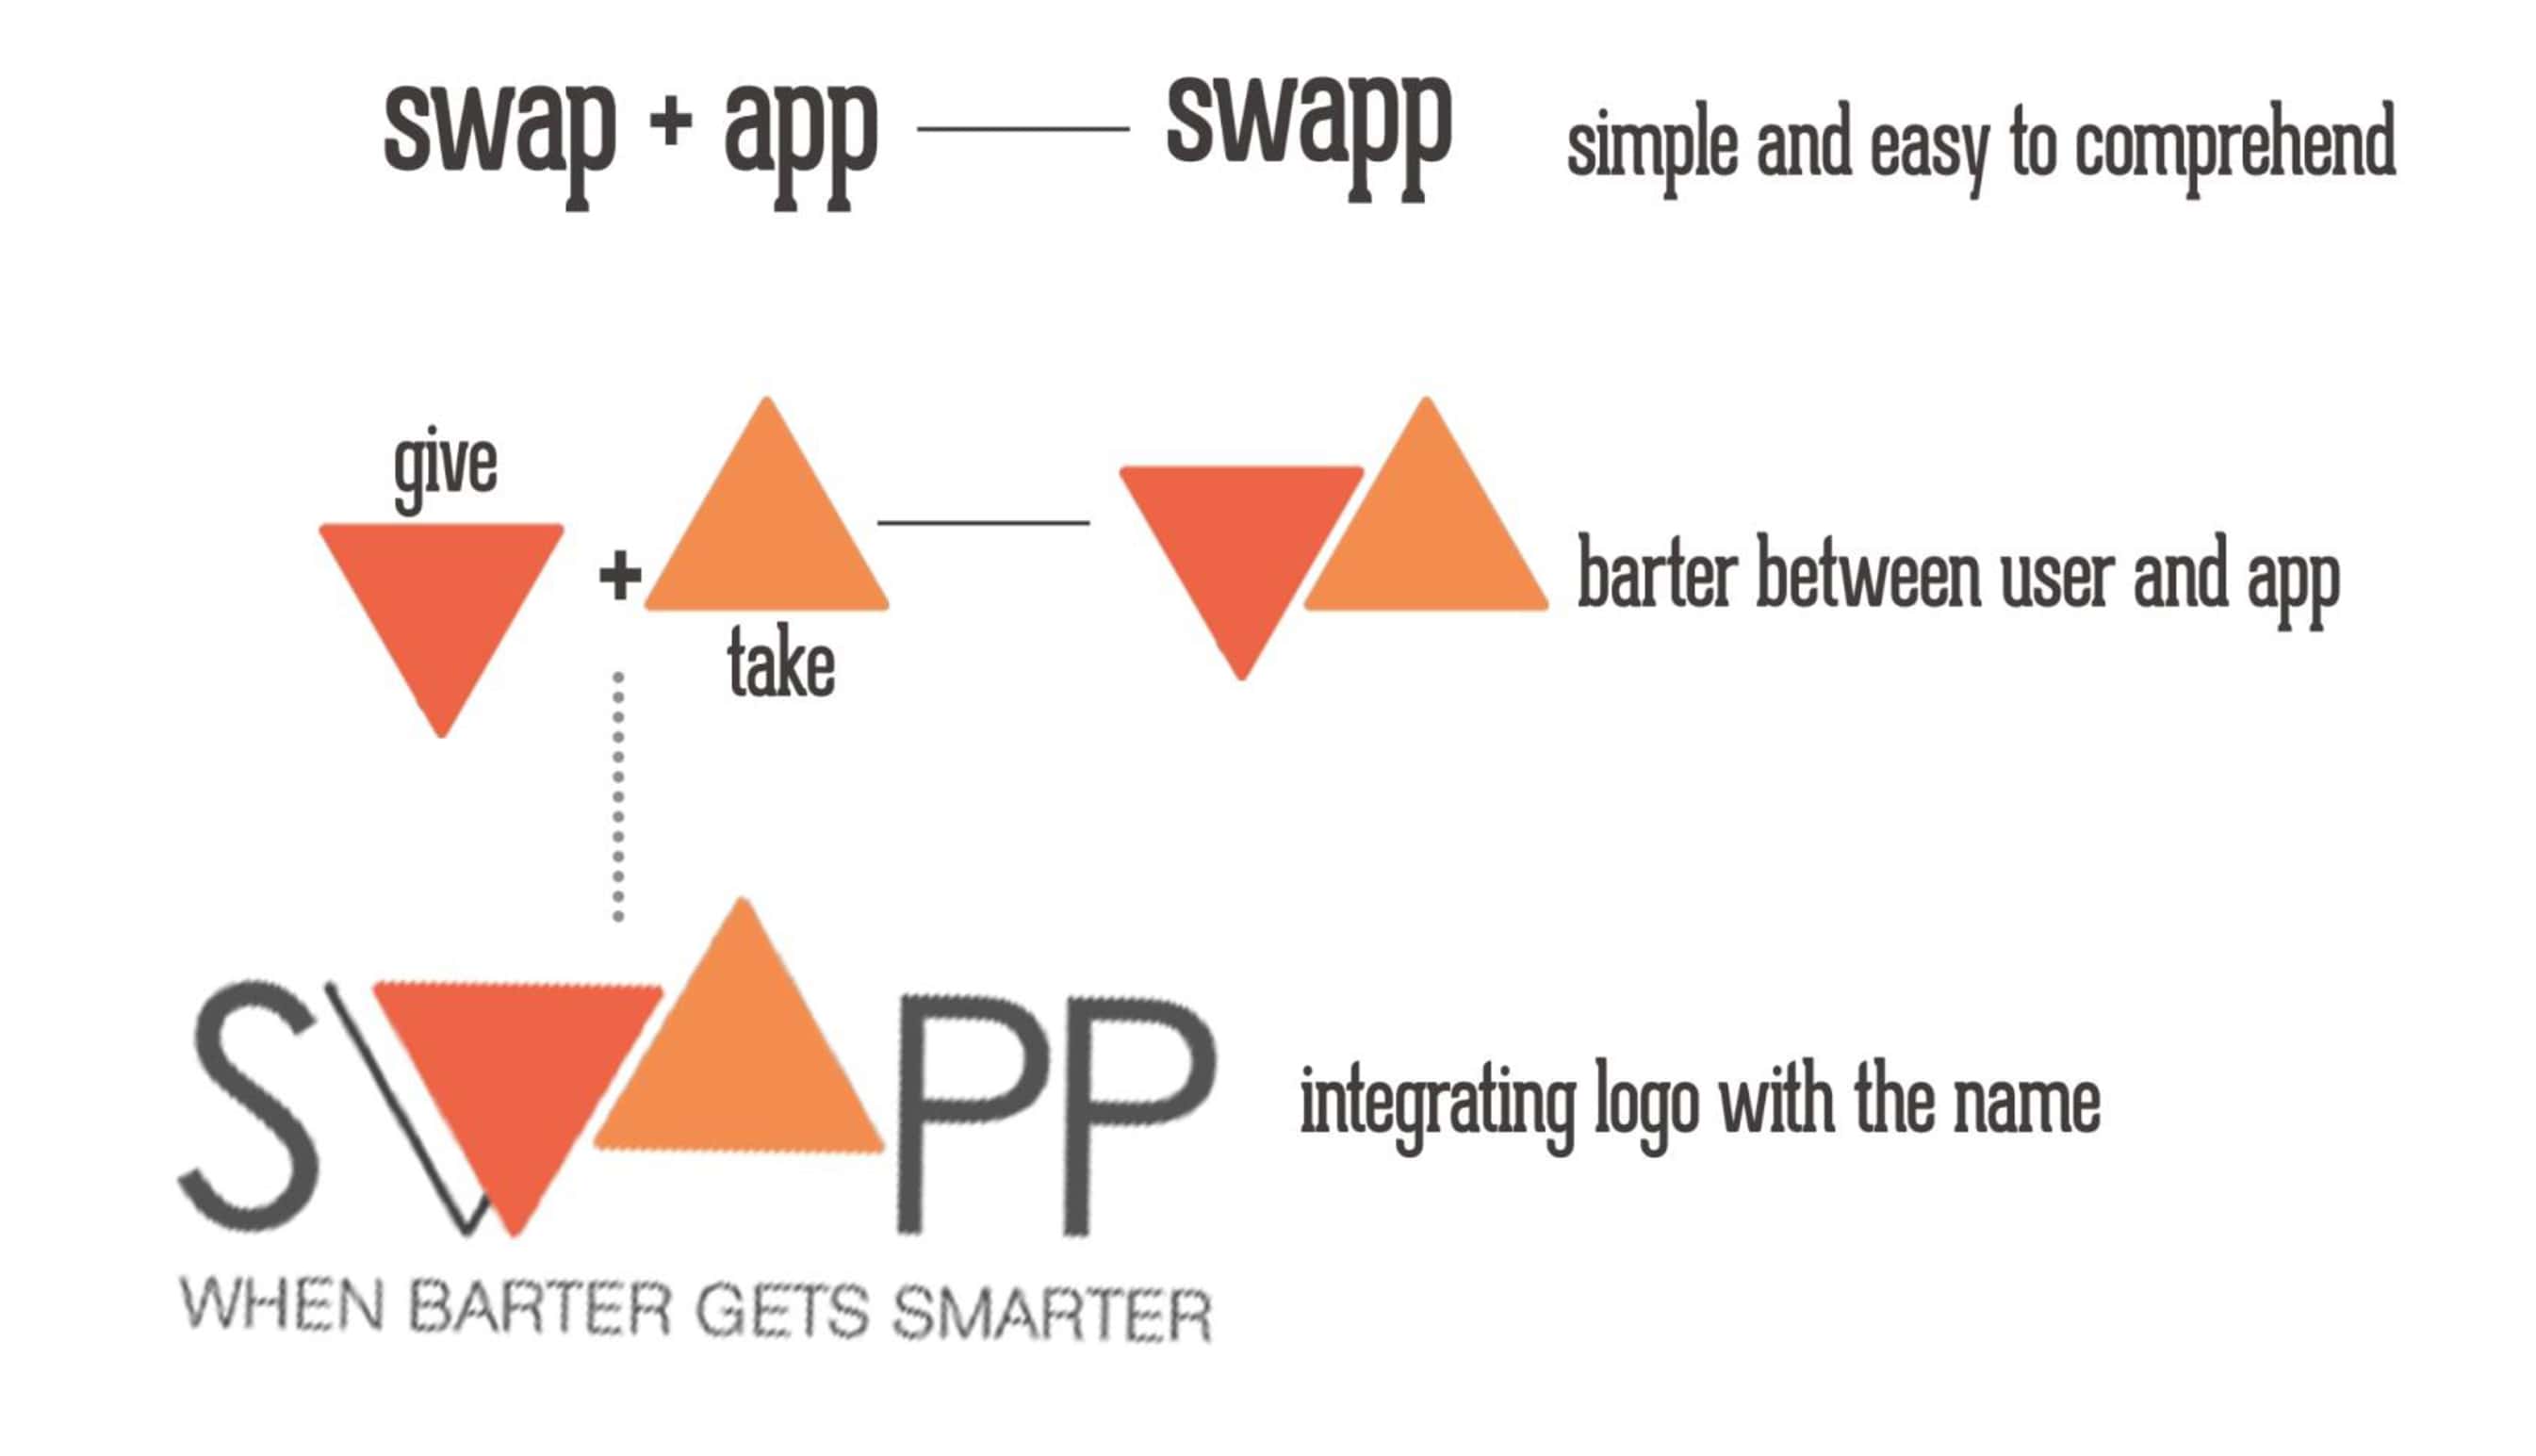 swap + app
swapp
simple and easy to comprehend
give
+
take
barter between user and app
SWAPP
WHEN BARTER GETS SMARTER
integrating logo with the name